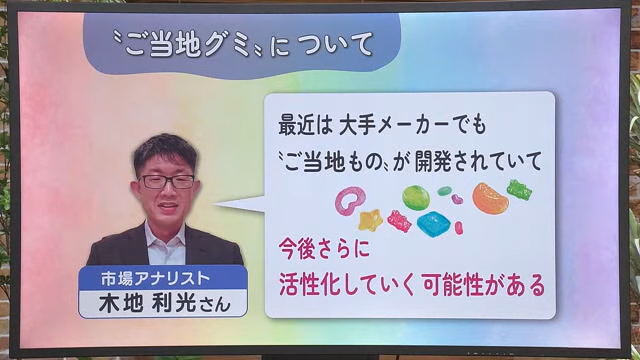 〝ご当地グミ〟について
最近は 大手メーカーでも
〝ご当地もの〟が 開発されていて
今後さらに
活性化していく 可能性がある
市場アナリスト
木地 利光さん